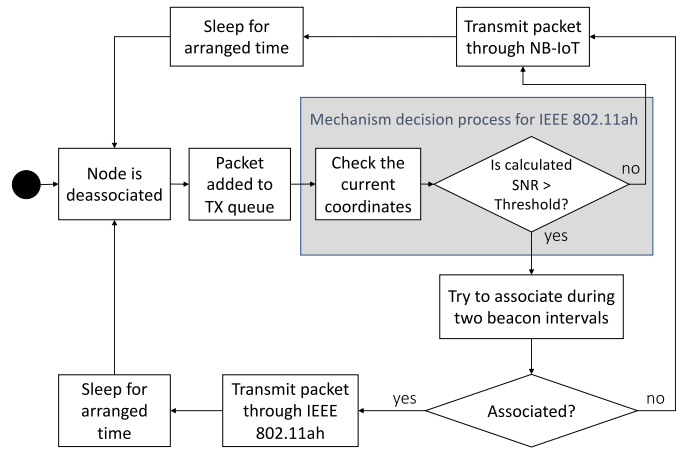 Sleep for
arranged time
Transmit packet
through NB-IoT
Mechanism decision process for IEEE 802.11ah
Node is
deassociated
Packet
added to
TX queue
Check the
current
coordinates
Is calculated
SNR >
Threshold?
no
yes
Try to associate during
two beacon intervals
Sleep for
arranged
time
Transmit packet
through IEEE
802.11ah
yes
Associated?
no